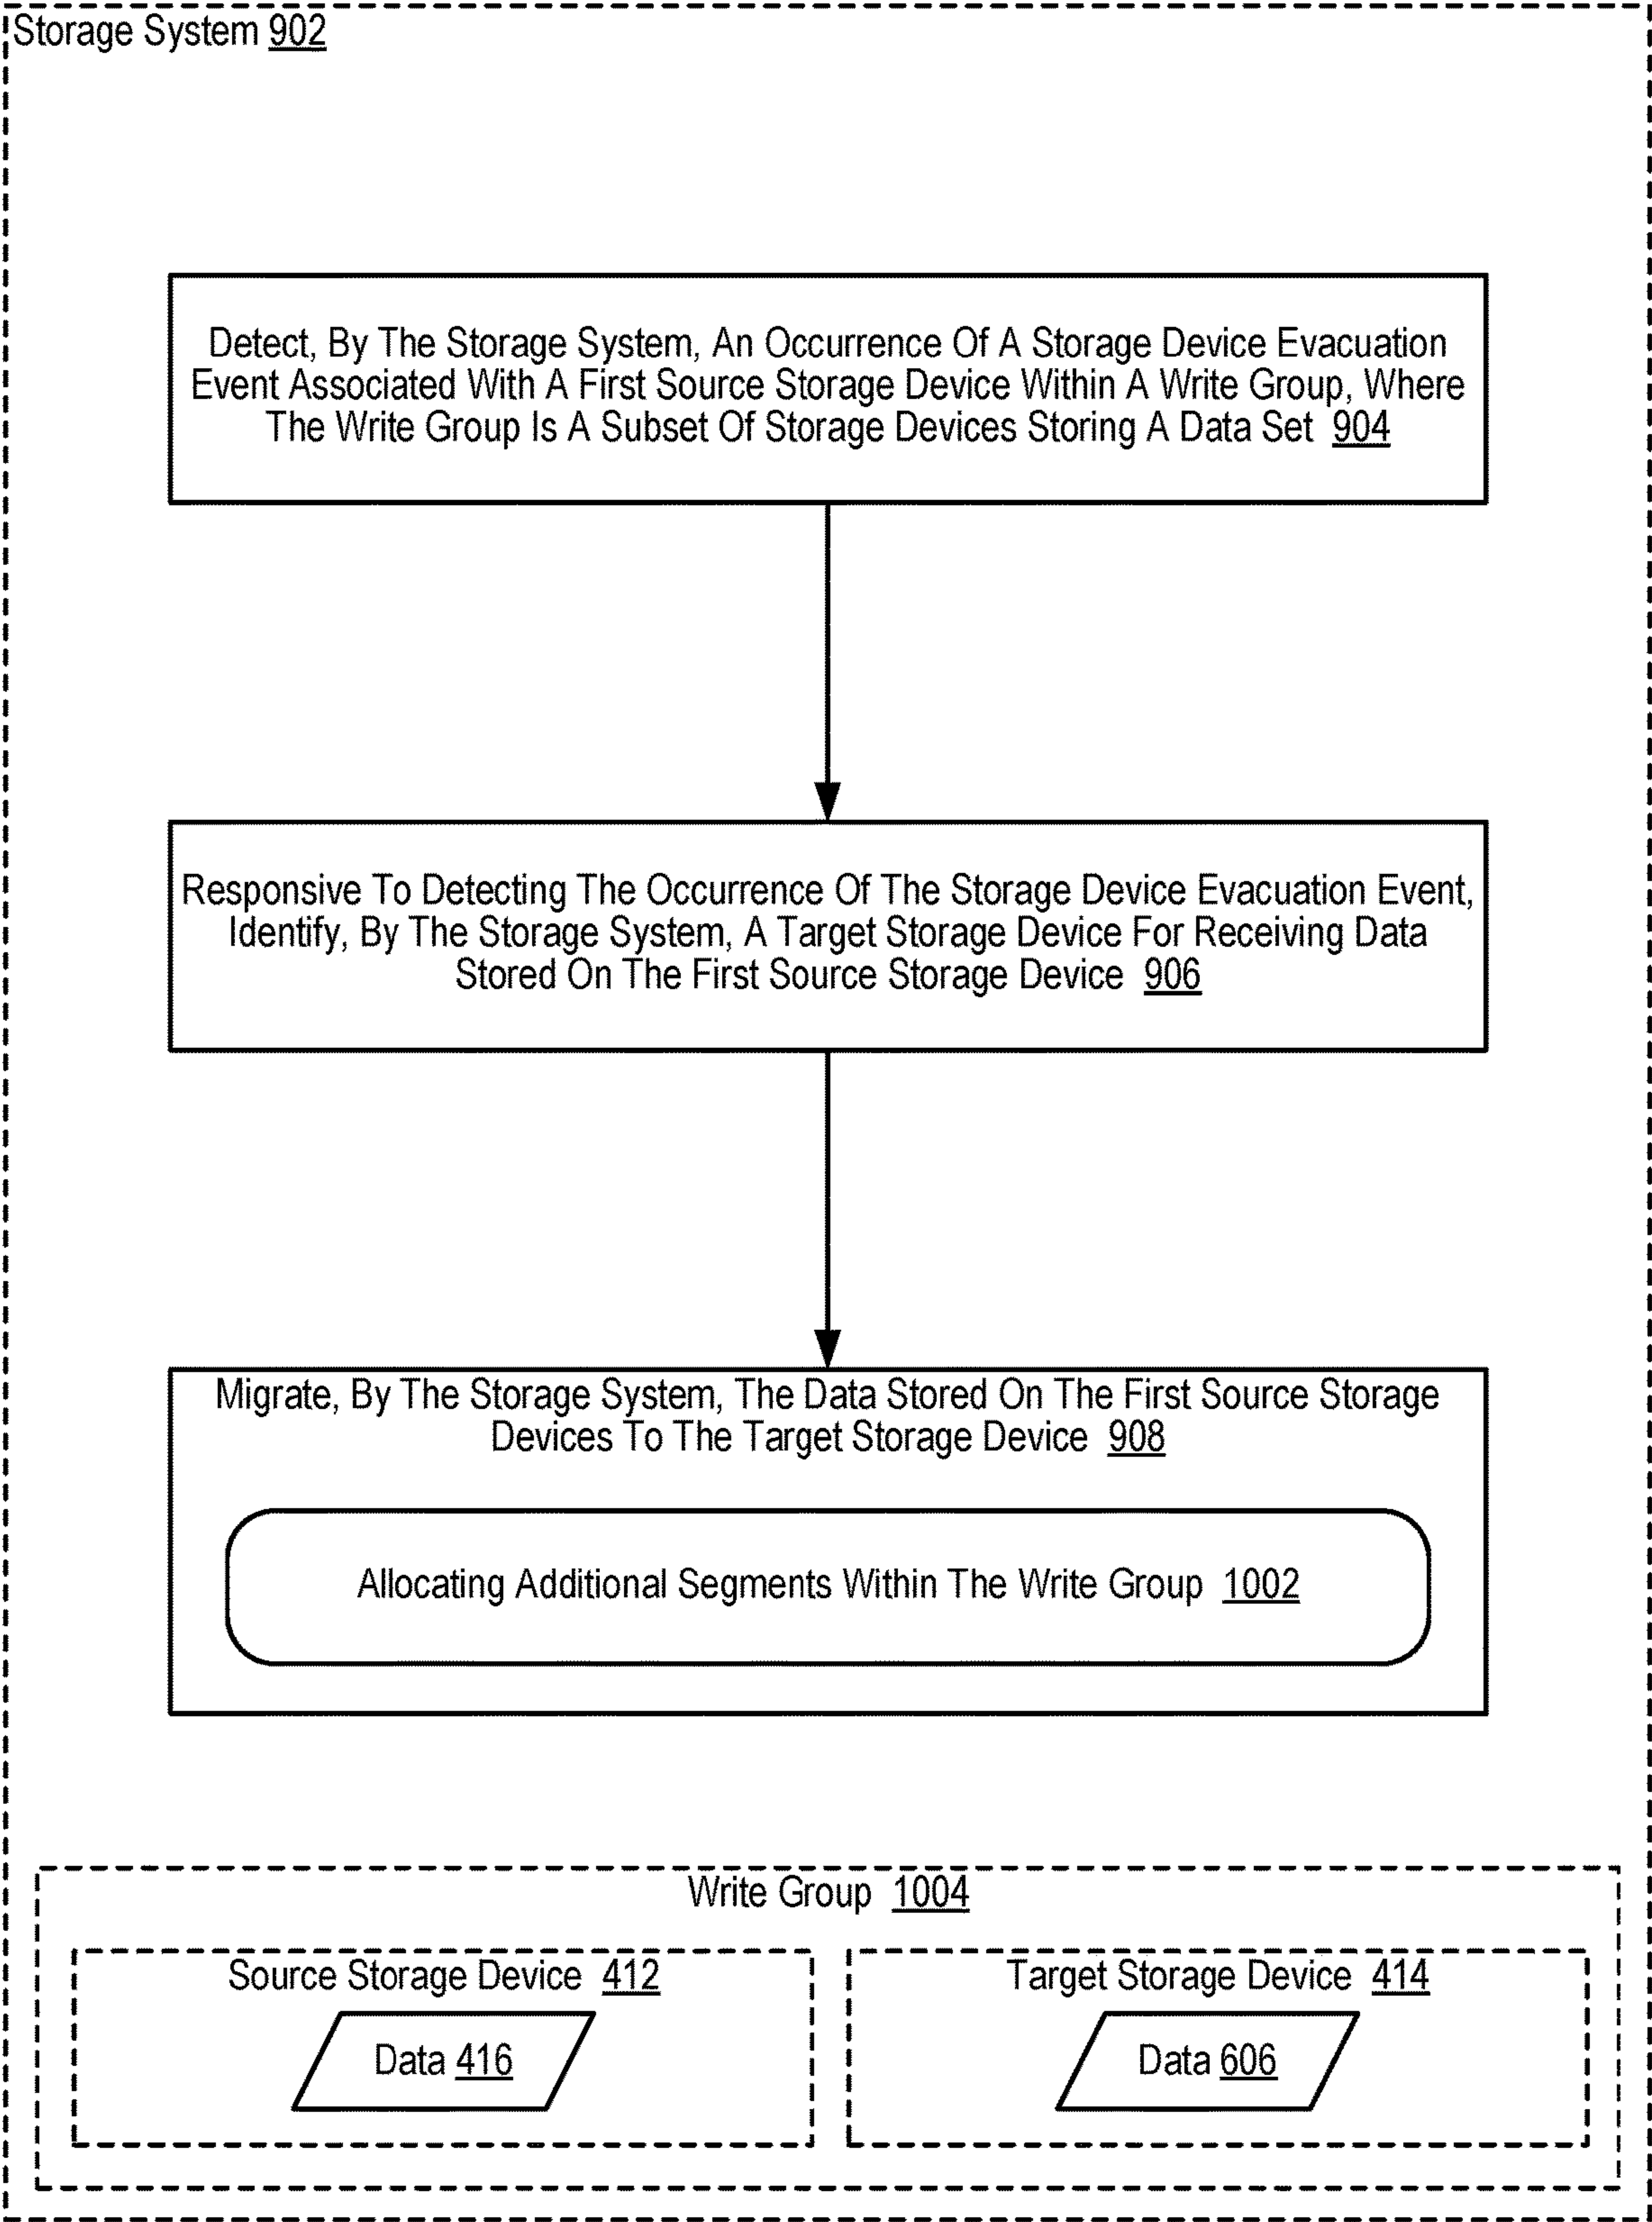 Storage System 902
Detect, By The Storage System, An Occurrence Of A Storage Device Evacuation
Event Associated With A First Source Storage Device Within A Write Group, Where
The Write Group Is A Subset Of Storage Devices Storing A Data Set 904
Responsive To Detecting The Occurrence Of The Storage Device Evacuation Event,
Identify, By The Storage System, A Target Storage Device For Receiving Data
Stored On The First Source Storage Device 906
Migrate, By The Storage System, The Data Stored On The First Source Storage
Devices To The Target Storage Device 908
Allocating Additional Segments Within The Write Group 1002
Write Group 1004
Source Storage Device 412
Data 416
Target Storage Device 414
Data 606